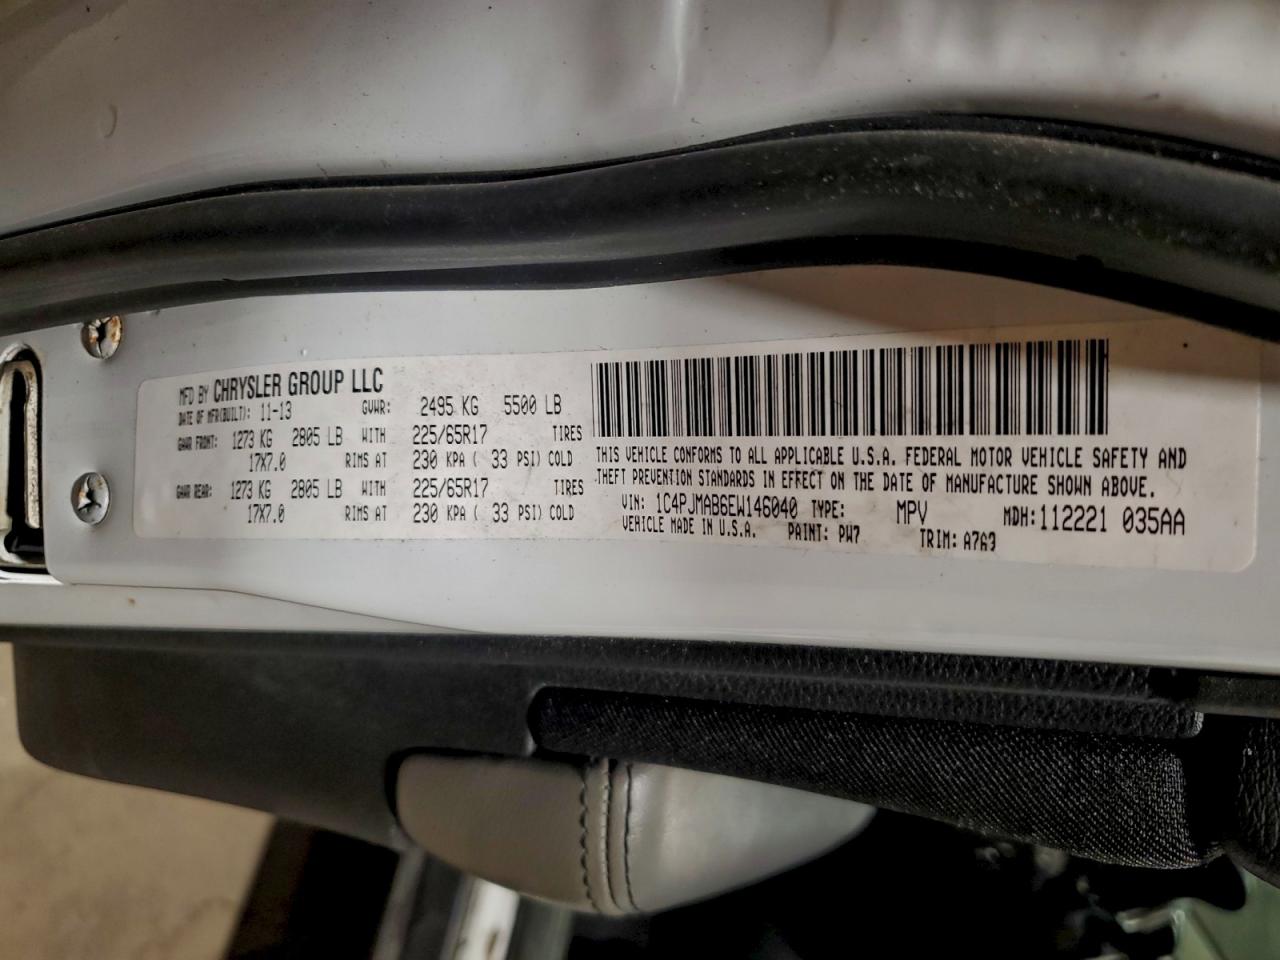 MFD BY CHRYSLER GROUP LLC
DATE OF MFR(BUILT): 11-13 GVWR: 2495 KG 5500 LB
GAWR FRONT: 1273 KG 2805 LB WITH 225/65R17 TIRES
17X7.0 RIMS AT 230 KPA ( 33 PSI) COLD
GAWR REAR: 1273 KG 2805 LB WITH 225/65R17 TIRES
17X7.0 RIMS AT 230 KPA ( 33 PSI) COLD
THIS VEHICLE CONFORMS TO ALL APPLICABLE U.S.A. FEDERAL MOTOR VEHICLE SAFETY AND
THEFT PREVENTION STANDARDS IN EFFECT ON THE DATE OF MANUFACTURE SHOWN ABOVE.
VIN: 1C4PJMAB6EW146040 TYPE: MPV MDH:112221 035AA
VEHICLE MADE IN U.S.A. PAINT: PW7 TRIM: A7A9